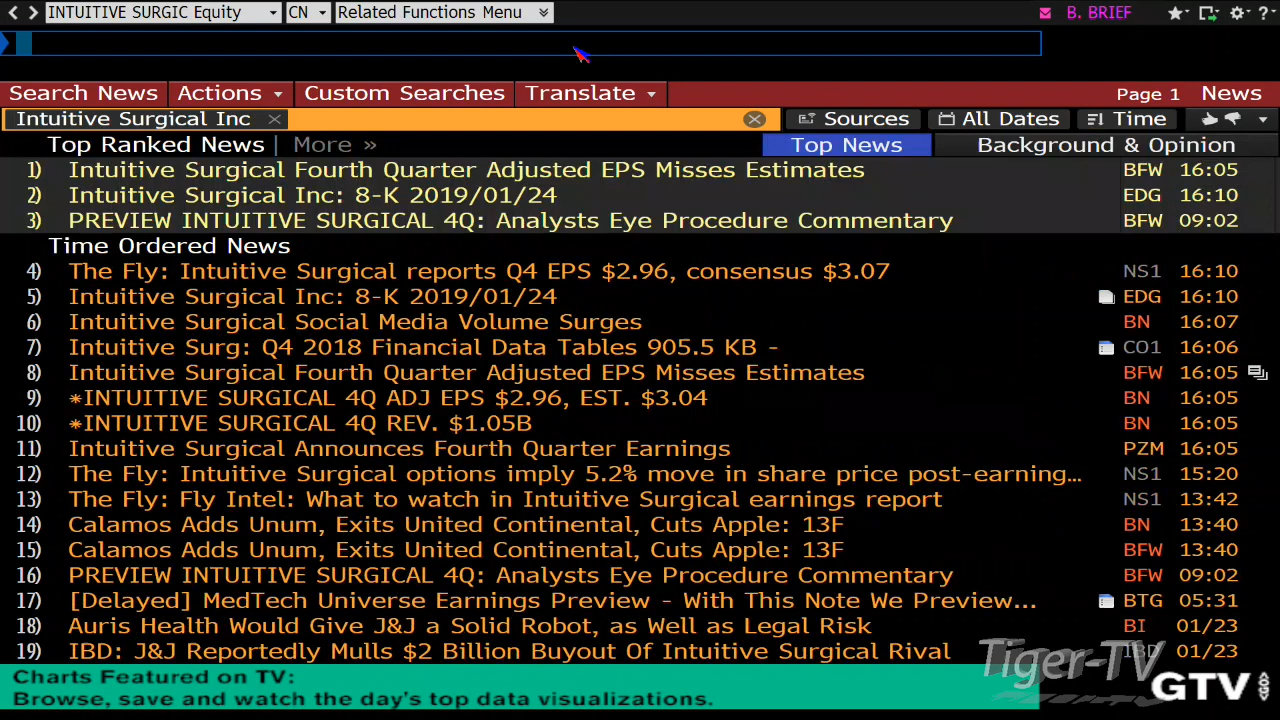 INTUITIVE SURGIC Equity CN Related Functions Menu B. BRIEF ?
Search News Actions Custom Searches Translate Page 1 News
Intuitive Surgical Inc Sources All Dates Time
Top Ranked News | More » Top News Background & Opinion
1) Intuitive Surgical Fourth Quarter Adjusted EPS Misses Estimates BFW 16:05
2) Intuitive Surgical Inc: 8-K 2019/01/24 EDG 16:10
3) PREVIEW INTUITIVE SURGICAL 4Q: Analysts Eye Procedure Commentary BFW 09:02
Time Ordered News
4) The Fly: Intuitive Surgical reports Q4 EPS $2.96, consensus $3.07 NS1 16:10
5) Intuitive Surgical Inc: 8-K 2019/01/24 EDG 16:10
6) Intuitive Surgical Social Media Volume Surges BN 16:07
7) Intuitive Surg: Q4 2018 Financial Data Tables 905.5 KB - CO1 16:06
8) Intuitive Surgical Fourth Quarter Adjusted EPS Misses Estimates BFW 16:05
9) *INTUITIVE SURGICAL 4Q ADJ EPS $2.96, EST. $3.04 BN 16:05
10) *INTUITIVE SURGICAL 4Q REV. $1.05B BN 16:05
11) Intuitive Surgical Announces Fourth Quarter Earnings PZM 16:05
12) The Fly: Intuitive Surgical options imply 5.2% move in share price post-earning... NS1 15:20
13) The Fly: Fly Intel: What to watch in Intuitive Surgical earnings report NS1 13:42
14) Calamos Adds Unum, Exits United Continental, Cuts Apple: 13F BN 13:40
15) Calamos Adds Unum, Exits United Continental, Cuts Apple: 13F BFW 13:40
16) PREVIEW INTUITIVE SURGICAL 4Q: Analysts Eye Procedure Commentary BFW 09:02
17) [Delayed] MedTech Universe Earnings Preview - With This Note We Preview... BTG 05:31
18) Auris Health Would Give J&J a Solid Robot, as Well as Legal Risk BI 01/23
19) IBD: J&J Reportedly Mulls $2 Billion Buyout Of Intuitive Surgical Rival IBD 01/23
Tiger-TV
Charts Featured on TV:
Browse, save and watch the day's top data visualizations.
GTV